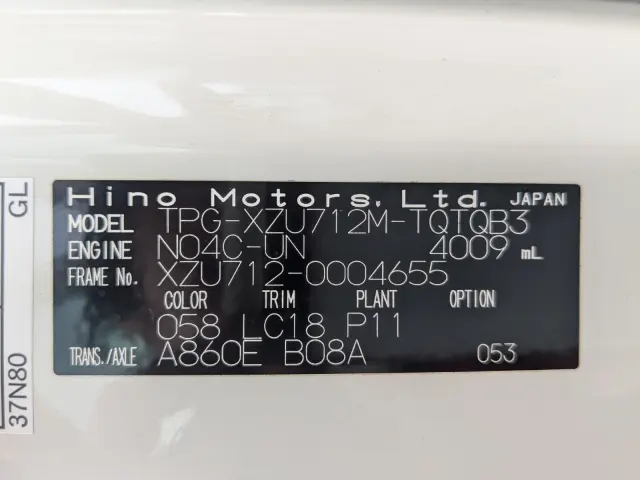 Hino Motors, Ltd. JAPAN
MODEL TPG-XZU712M-TQTQB3
ENGINE N04C-UN 4009 mL
FRAME No. XZU712-0004655
COLOR TRIM PLANT OPTION
058 LC18 P11
TRANS./AXLE A860E B08A 053
GL
37N80